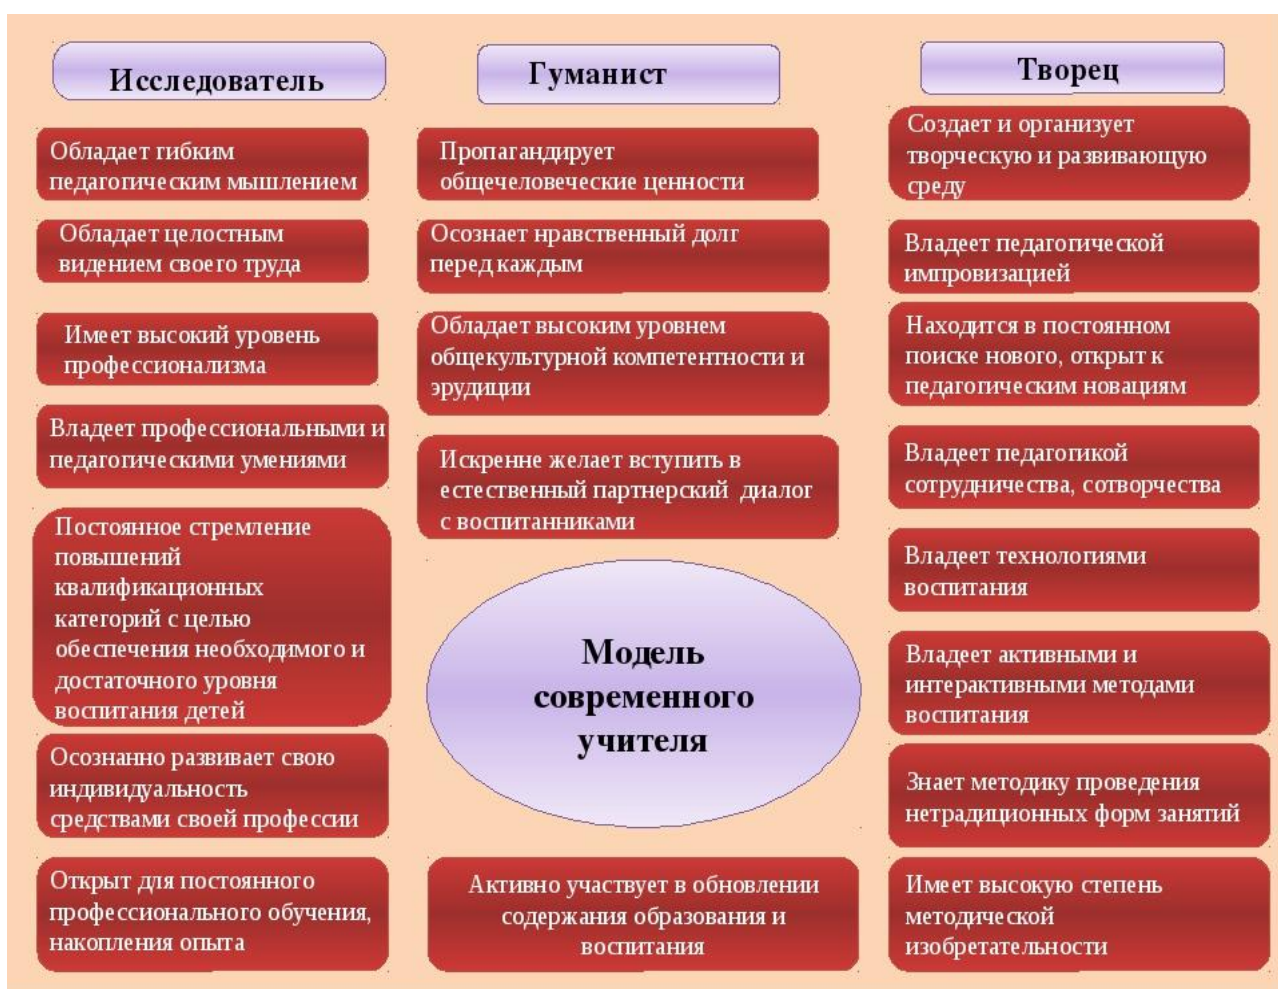 Исследователь
Обладает гибким
педагогическим мышлением
Обладает целостным
видением своего труда
Имеет высокий уровень
профессионализма
Владеет профессиональными и
педагогическими умениями
Постоянное стремление
повышений
квалификационных
категорий с целью
обеспечения необходимого и
достаточного уровня
воспитания детей
Осознанно развивает свою
индивидуальность
средствами своей профессии
Открыт для постоянного
профессионального обучения,
накопления опыта
Гуманист
Пропагандирует
общечеловеческие ценности
Осознает нравственный долг
перед каждым
Обладает высоким уровнем
общекультурной компетентности и
эрудиции
Искренне желает вступить в
естественный партнерский диалог
с воспитанниками
Модель
современного
учителя
Активно участвует в обновлении
содержания образования и
воспитания
Творец
Создает и организует
творческую и развивающую
среду
Владеет педагогической
импровизацией
Находится в постоянном
поиске нового, открыт к
педагогическим новациям
Владеет педагогикой
сотрудничества, сотворчества
Владеет технологиями
воспитания
Владеет активными и
интерактивными методами
воспитания
Знает методику проведения
нетрадиционных форм занятий
Имеет высокую степень
методической
изобретательности